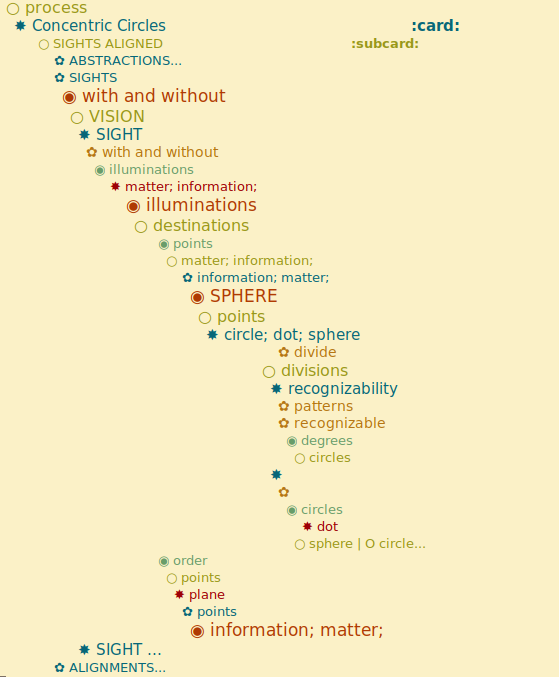 ○ process
✸ Concentric Circles :card:
○ SIGHTS ALIGNED :subcard:
✿ ABSTRACTIONS...
✿ SIGHTS
◉ with and without
○ VISION
✸ SIGHT
✿ with and without
◉ illuminations
✸ matter; information;
◉ illuminations
○ destinations
◉ points
○ matter; information;
✿ information; matter;
◉ SPHERE
○ points
✸ circle; dot; sphere
✿ divide
○ divisions
✸ recognizability
✿ patterns
✿ recognizable
◉ degrees
○ circles
✸
✿
◉ circles
✸ dot
○ sphere | O circle...
◉ order
○ points
✸ plane
✿ points
◉ information; matter;
✸ SIGHT ...
✿ ALIGNMENTS...